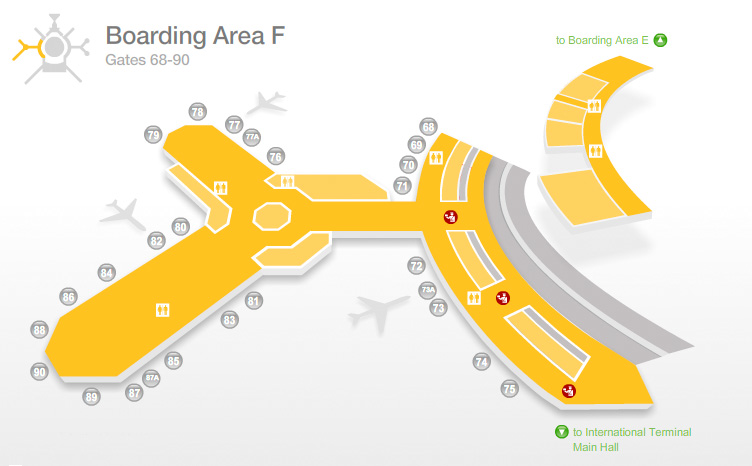 Boarding Area F
Gates 68-90
to Boarding Area E
78
77
77A
76
79
68
69
70
71
80
82
84
86
88
90
89
87
87A
85
83
81
72
73A
73
74
75
to International Terminal
Main Hall